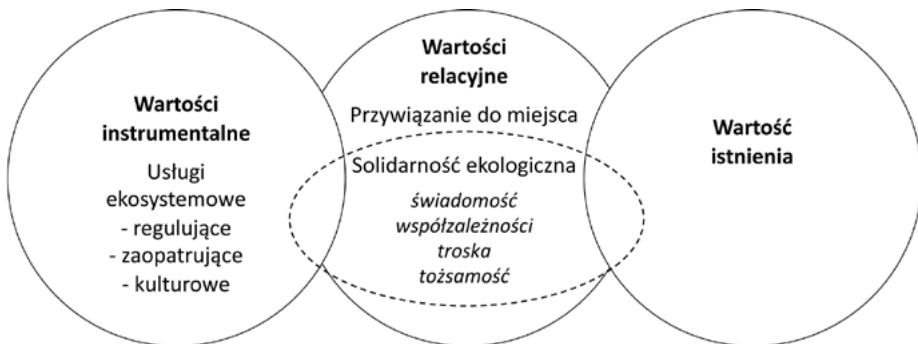 Wartości
instrumentalne
Usługi
ekosystemowe
- regulujące
- zaopatrujące
- kulturowe
Wartości
relacyjne
Przywiązanie do miejsca
Solidarność ekologiczna
świadomość
współzależności
troska
tożsamość
Wartość
istnienia